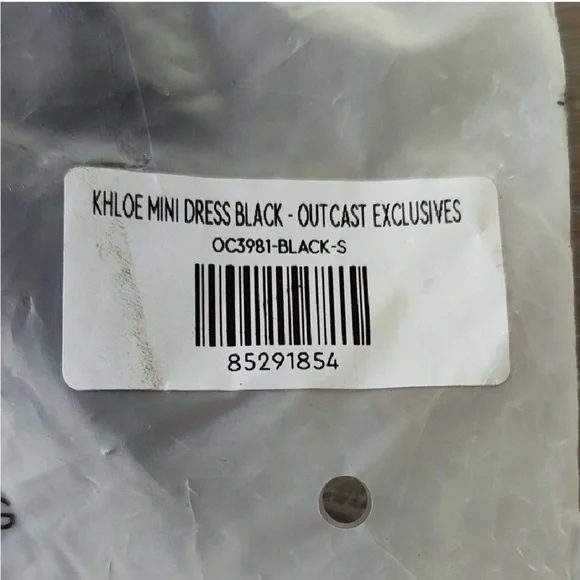 KHLOE MINI DRESS BLACK - OUTCAST EXCLUSIVES
OC3981-BLACK-S
85291854